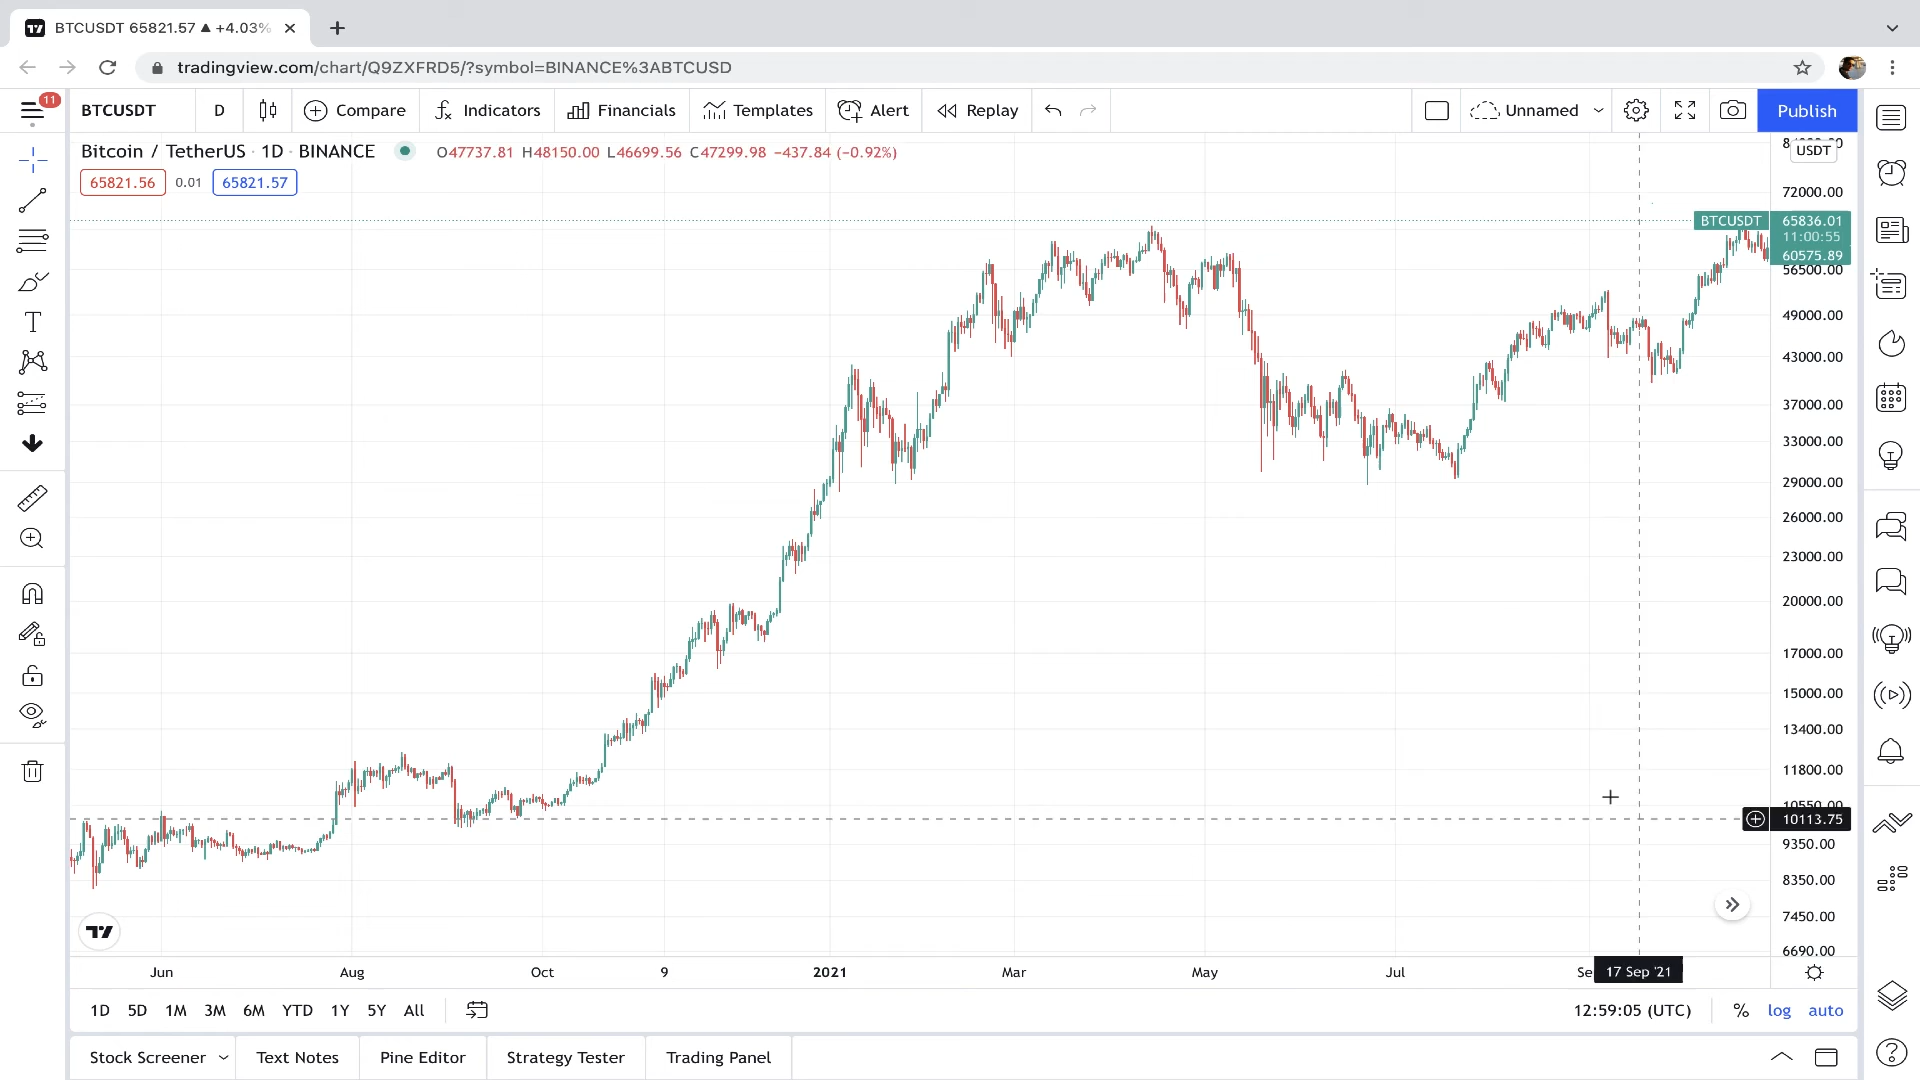 BTCUSDT 65821.57 ▲ +4.03%
tradingview.com/chart/Q9ZXFRD5/?symbol=BINANCE%3ABTCUSD
11
BTCUSDT D Compare Indicators Financials Templates Alert Replay Unnamed Publish
Bitcoin / TetherUS · 1D · BINANCE O47737.81 H48150.00 L46699.56 C47299.98 −437.84 (−0.92%)
USDT
65821.56 0.01 65821.57
72000.00
BTCUSDT 65836.01
11:00:55
60575.89
56500.00
49000.00
43000.00
37000.00
33000.00
29000.00
26000.00
23000.00
20000.00
17000.00
15000.00
13400.00
11800.00
10550.00
10113.75
9350.00
8350.00
7450.00
6690.00
Jun Aug Oct 9 2021 Mar May Jul Se 17 Sep '21
1D 5D 1M 3M 6M YTD 1Y 5Y All 12:59:05 (UTC) % log auto
Stock Screener Text Notes Pine Editor Strategy Tester Trading Panel